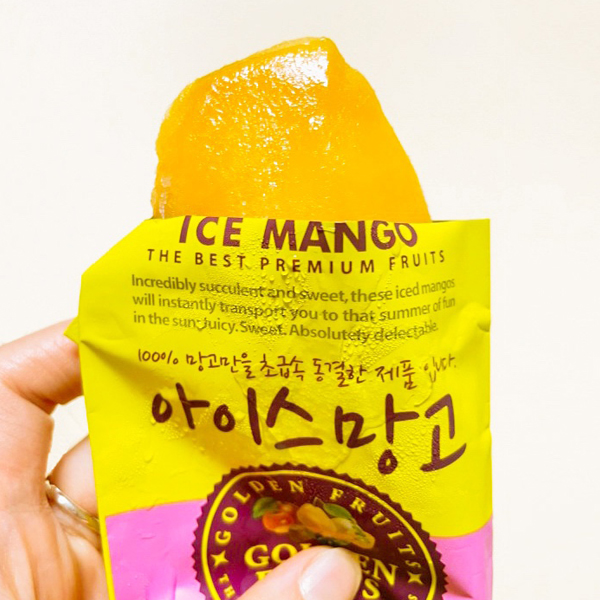 ICE MANGO
THE BEST PREMIUM FRUITS
Incredibly succulent and sweet, these iced mangos
will instantly transport you to that summer of fun
in the sun. Juicy. Sweet. Absolutely delectable.
100% 망고만을 초급속 동결한 제품 입니다.
아이스망고
GOLDEN FRUITS